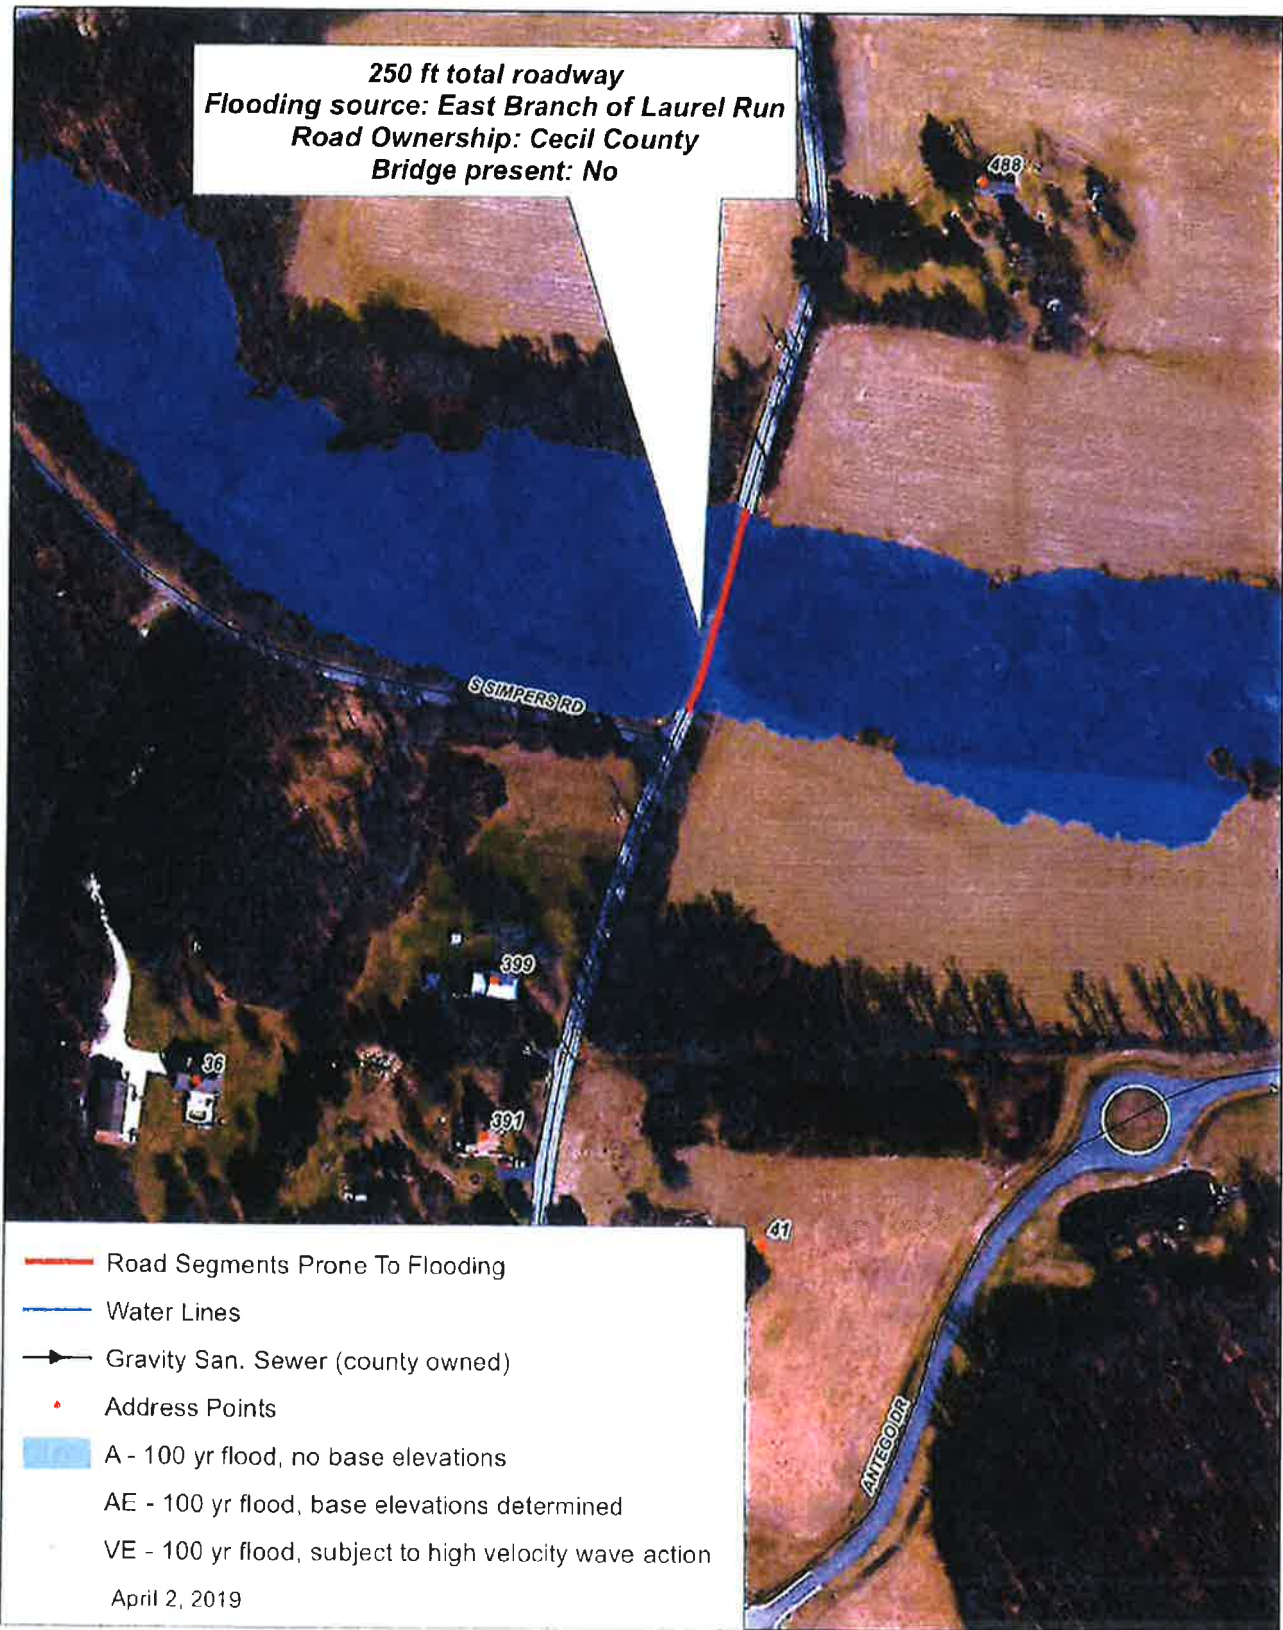 250 ft total roadway
Flooding source: East Branch of Laurel Run
Road Ownership: Cecil County
Bridge present: No
488
S SIMPERS RD
399
36
391
41
ANTEGO DR
Road Segments Prone To Flooding
Water Lines
Gravity San. Sewer (county owned)
Address Points
A - 100 yr flood, no base elevations
AE - 100 yr flood, base elevations determined
VE - 100 yr flood, subject to high velocity wave action
April 2, 2019